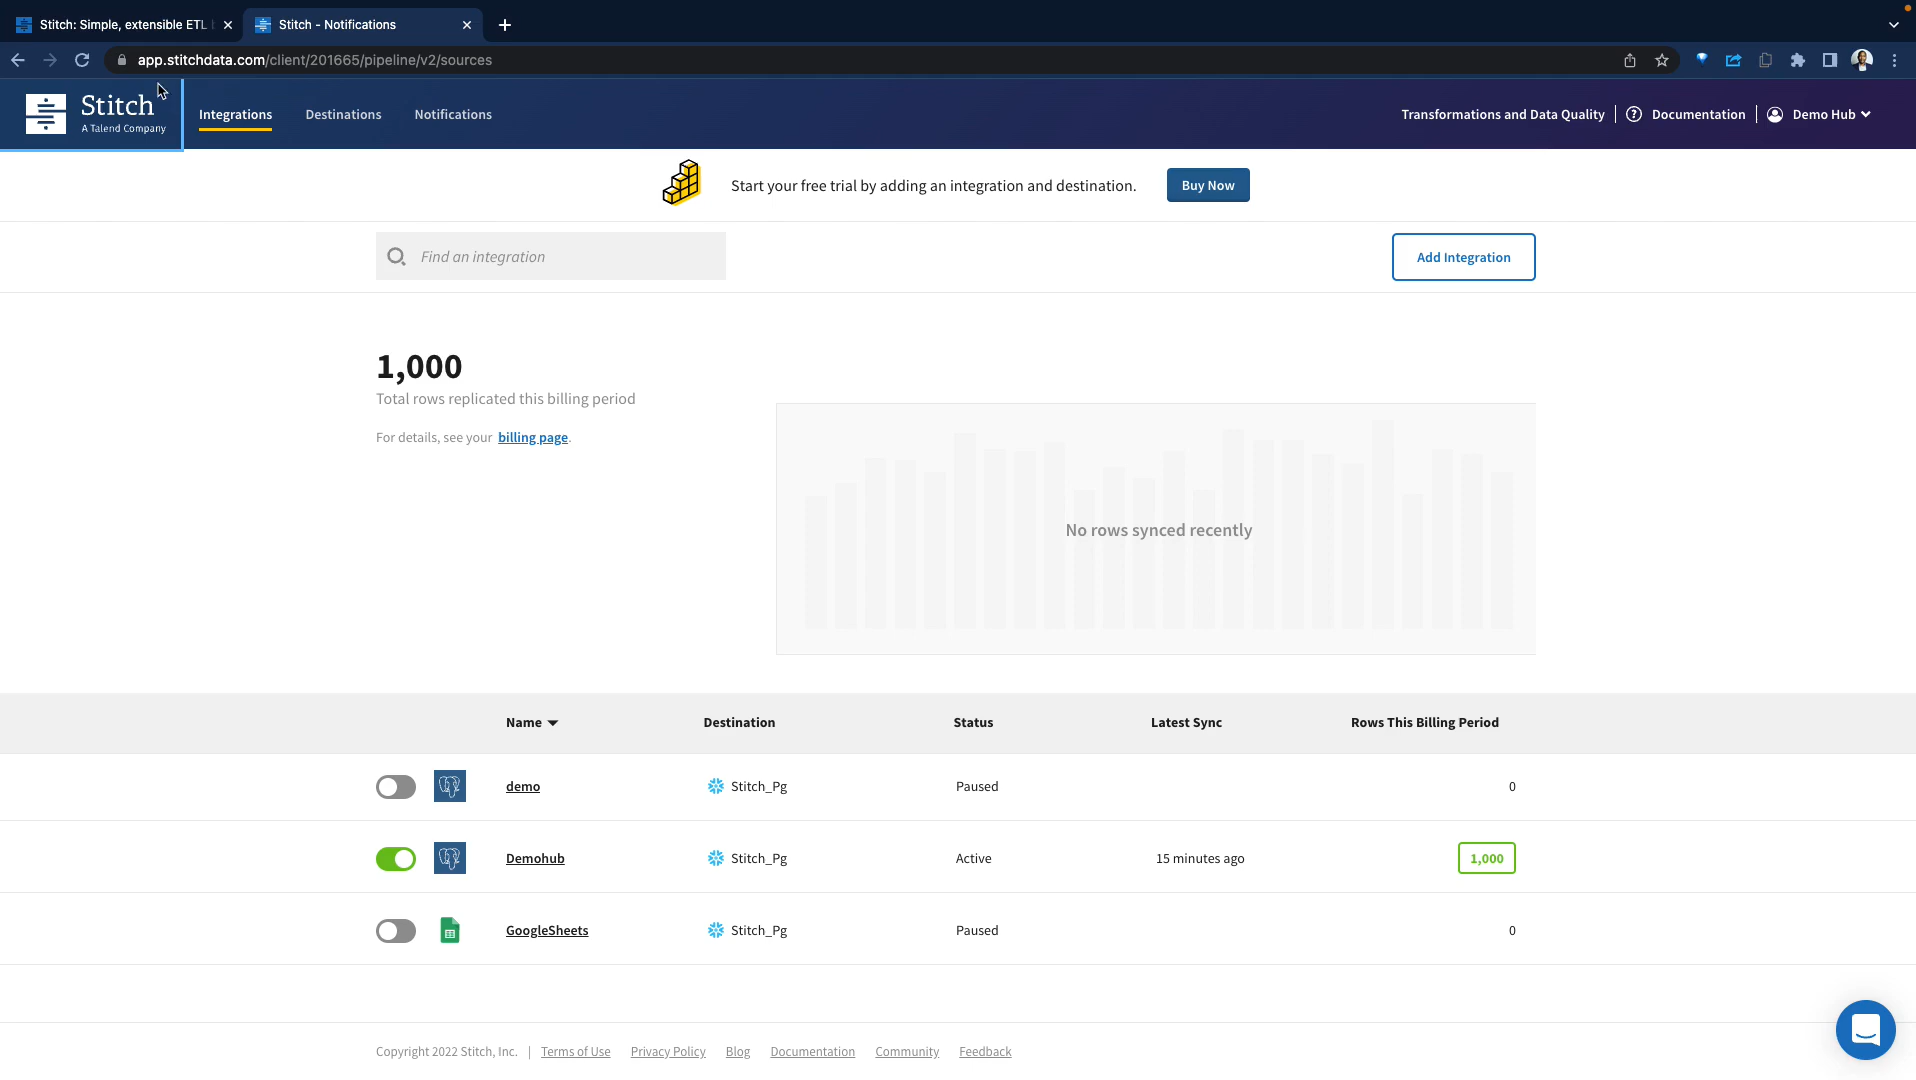 Stitch: Simple, extensible ETL
Stitch - Notifications
app.stitchdata.com/client/201665/pipeline/v2/sources
Stitch
A Talend Company
Integrations
Destinations
Notifications
Transformations and Data Quality
Documentation
Demo Hub
Start your free trial by adding an integration and destination.
Buy Now
Find an integration
Add Integration
1,000
Total rows replicated this billing period
For details, see your billing page.
No rows synced recently
Name Destination Status Latest Sync Rows This Billing Period
demo Stitch_Pg Paused 0
Demohub Stitch_Pg Active 15 minutes ago 1,000
GoogleSheets Stitch_Pg Paused 0
Copyright 2022 Stitch, Inc. | Terms of Use Privacy Policy Blog Documentation Community Feedback